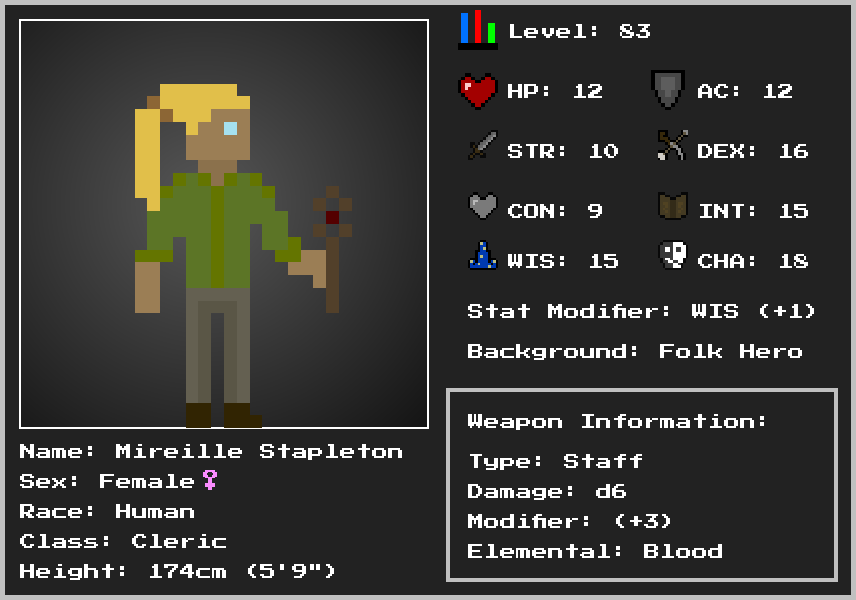 Level: 83
HP: 12 AC: 12
STR: 10 DEX: 16
CON: 9 INT: 15
WIS: 15 CHA: 18
Stat Modifier: WIS (+1)
Background: Folk Hero
Weapon Information:
Type: Staff
Damage: d6
Modifier: (+3)
Elemental: Blood
Name: Mireille Stapleton
Sex: Female♀
Race: Human
Class: Cleric
Height: 174cm (5'9")